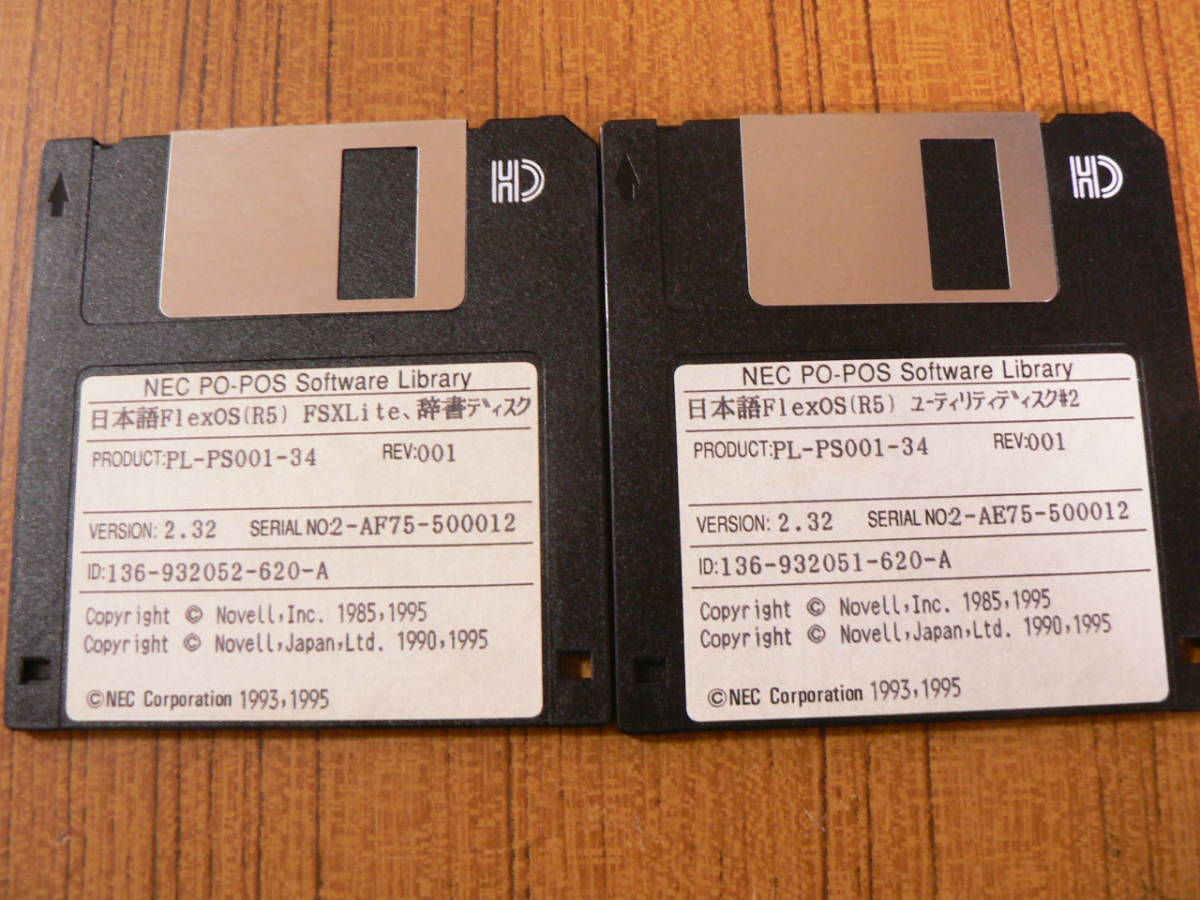 HD
NEC PO-POS Software Library
日本語FlexOS(R5) FSXLite、辞書ディスク
PRODUCT:PL-PS001-34 REV:001
VERSION: 2.32 SERIAL NO:2-AF75-500012
ID:136-932052-620-A
Copyright © Novell,Inc. 1985,1995
Copyright © Novell,Japan,Ltd. 1990,1995
©NEC Corporation 1993,1995
HD
NEC PO-POS Software Library
日本語FlexOS(R5) ユーティリティディスク#2
PRODUCT:PL-PS001-34 REV:001
VERSION: 2.32 SERIAL NO:2-AE75-500012
ID:136-932051-620-A
Copyright © Novell,Inc. 1985,1995
Copyright © Novell,Japan,Ltd. 1990,1995
©NEC Corporation 1993,1995